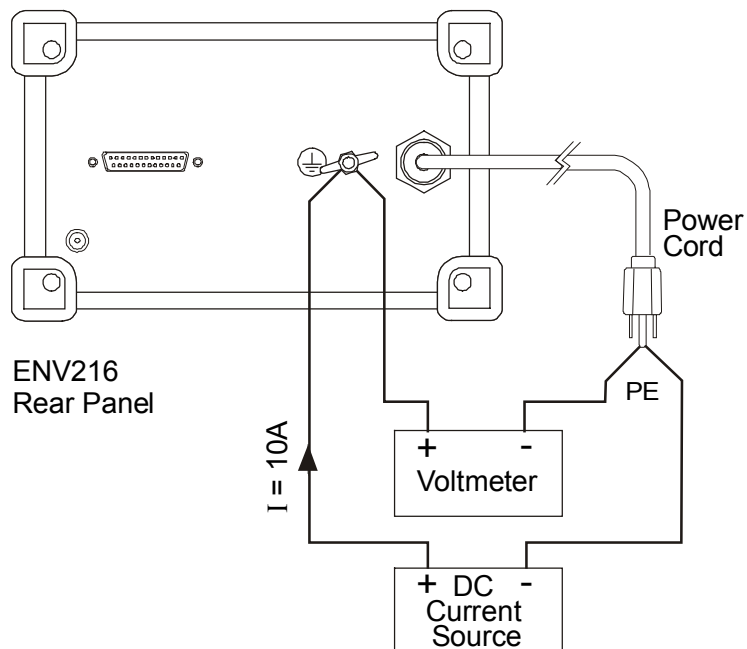 Power
Cord
ENV216
Rear Panel
PE
I = 10A
+ -
Voltmeter
+ DC -
Current
Source